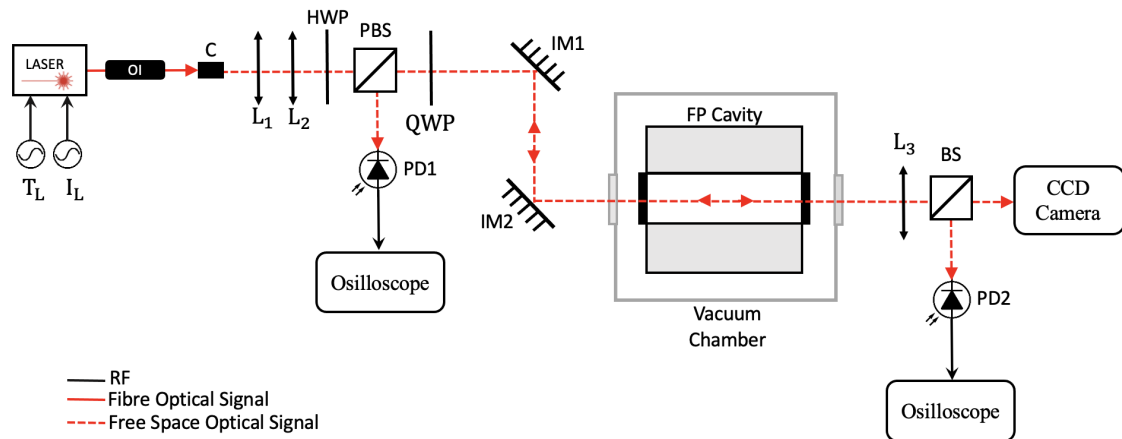 HWP
PBS
IM1
LASER
OI
C
L₁
L₂
QWP
T_L
I_L
PD1
Osilloscope
IM2
FP Cavity
Vacuum
Chamber
L₃
BS
CCD
Camera
PD2
Osilloscope
RF
Fibre Optical Signal
Free Space Optical Signal